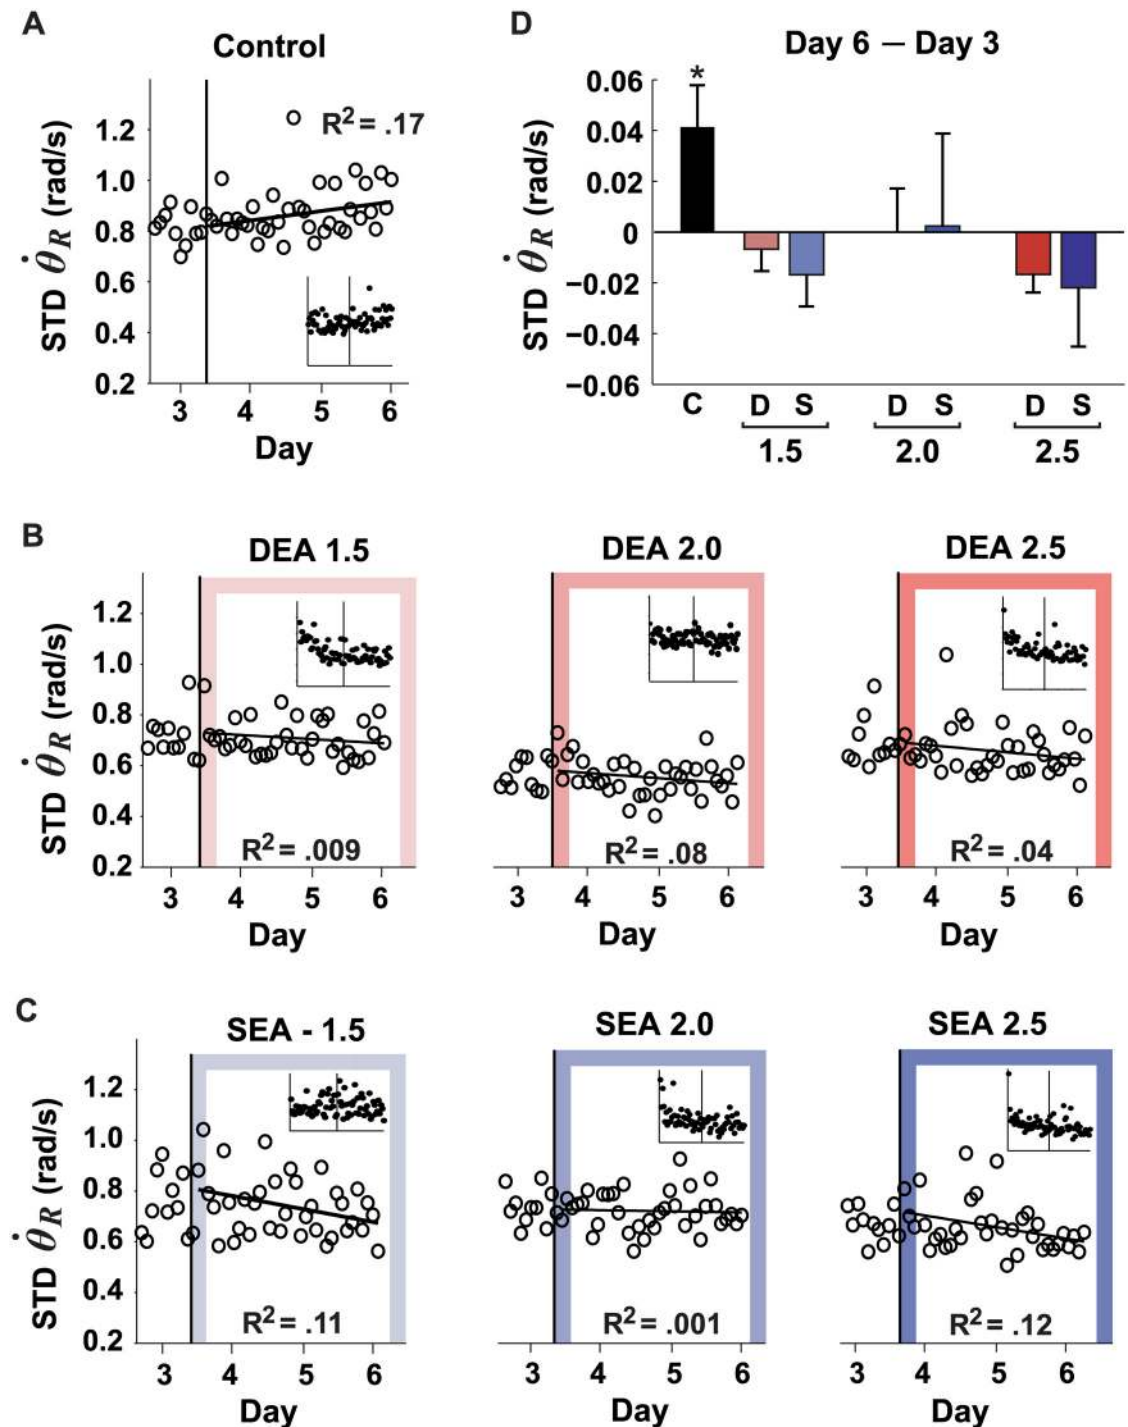 A
Control
R² = .17
STD θ̇R (rad/s)
1.2
1.0
0.8
0.6
0.4
0.2
3 4 5 6
Day
D
Day 6 — Day 3
*
STD θ̇R (rad/s)
0.06
0.04
0.02
0
−0.02
−0.04
−0.06
C D S D S D S
1.5 2.0 2.5
B
DEA 1.5 DEA 2.0 DEA 2.5
STD θ̇R (rad/s)
1.2
1.0
0.8
0.6
0.4
0.2
R² = .009 R² = .08 R² = .04
3 4 5 6 3 4 5 6 3 4 5 6
Day Day Day
C
SEA - 1.5 SEA 2.0 SEA 2.5
STD θ̇R (rad/s)
1.2
1.0
0.8
0.6
0.4
0.2
R² = .11 R² = .001 R² = .12
3 4 5 6 3 4 5 6 3 4 5 6
Day Day Day